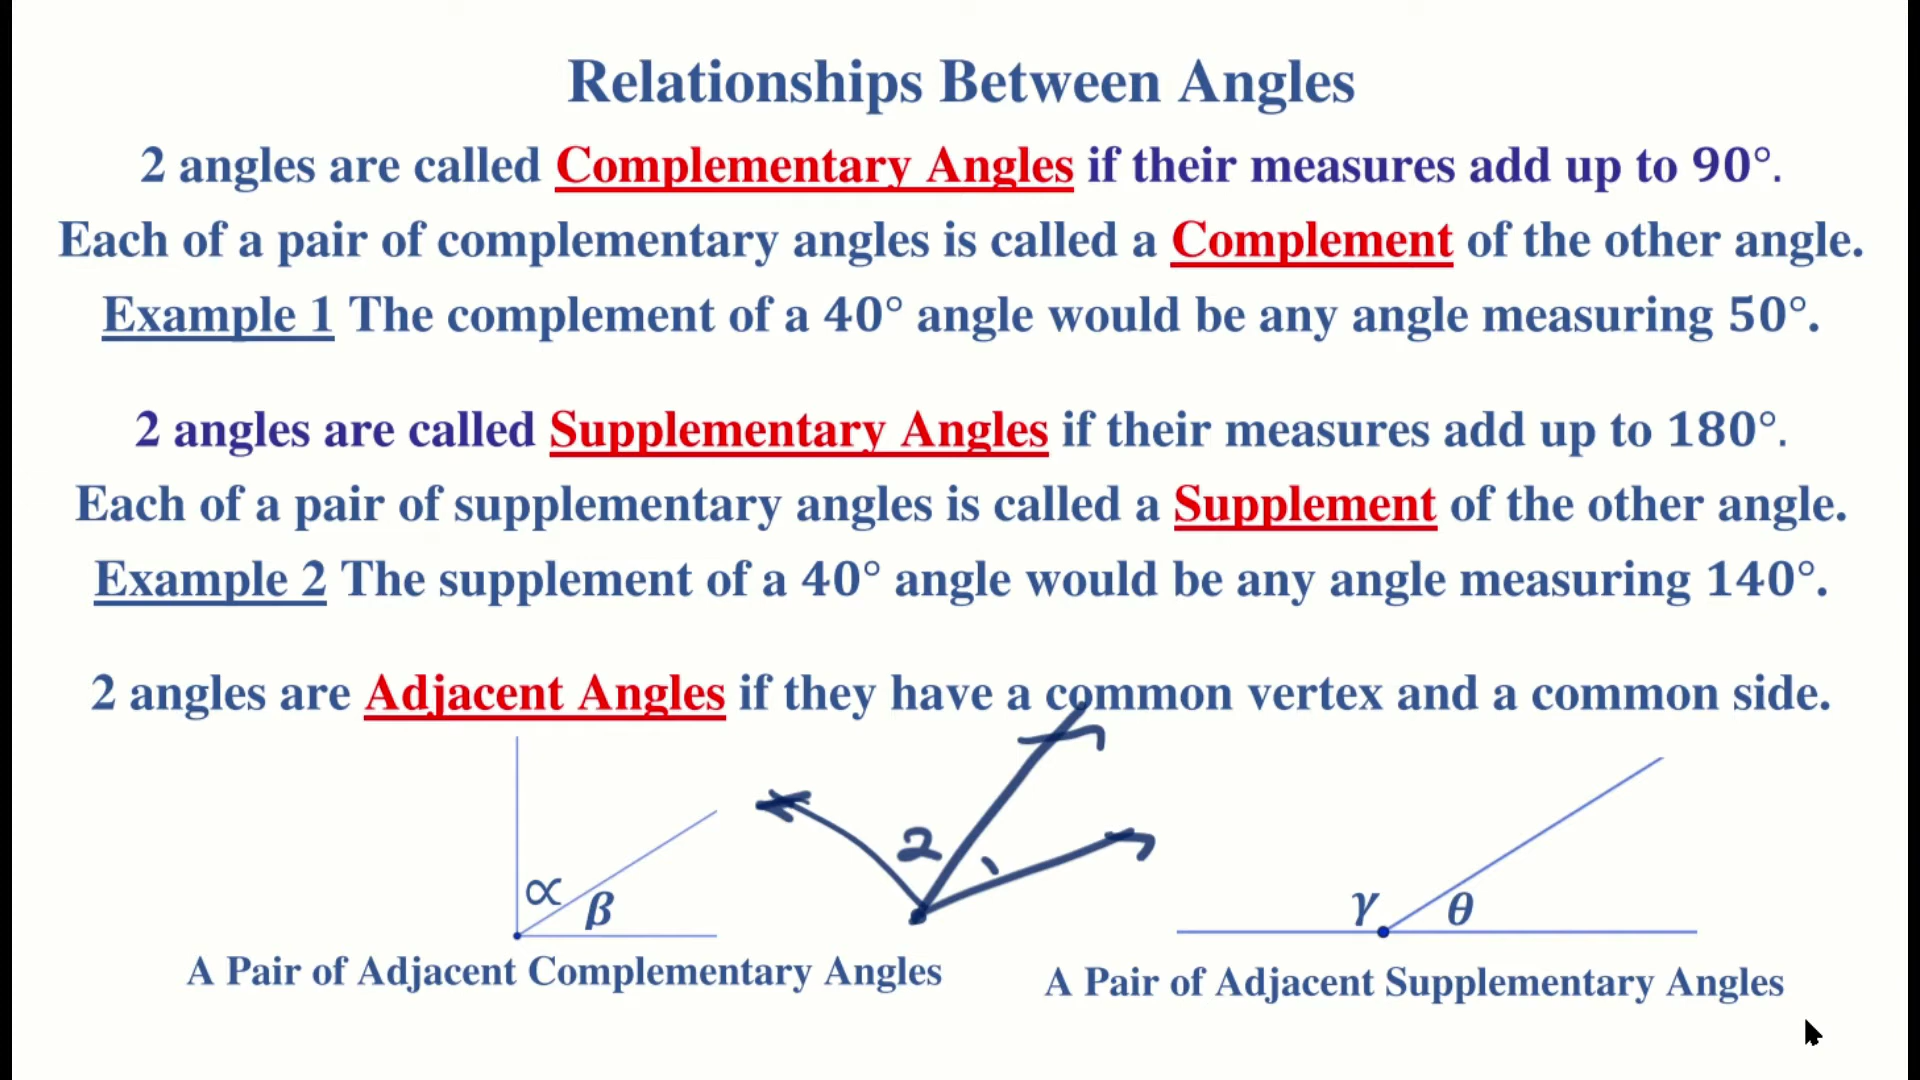 Relationships Between Angles
2 angles are called Complementary Angles if their measures add up to 90°.
Each of a pair of complementary angles is called a Complement of the other angle.
Example 1 The complement of a 40° angle would be any angle measuring 50°.
2 angles are called Supplementary Angles if their measures add up to 180°.
Each of a pair of supplementary angles is called a Supplement of the other angle.
Example 2 The supplement of a 40° angle would be any angle measuring 140°.
2 angles are Adjacent Angles if they have a common vertex and a common side.
2
∝ β
γ θ
A Pair of Adjacent Complementary Angles
A Pair of Adjacent Supplementary Angles